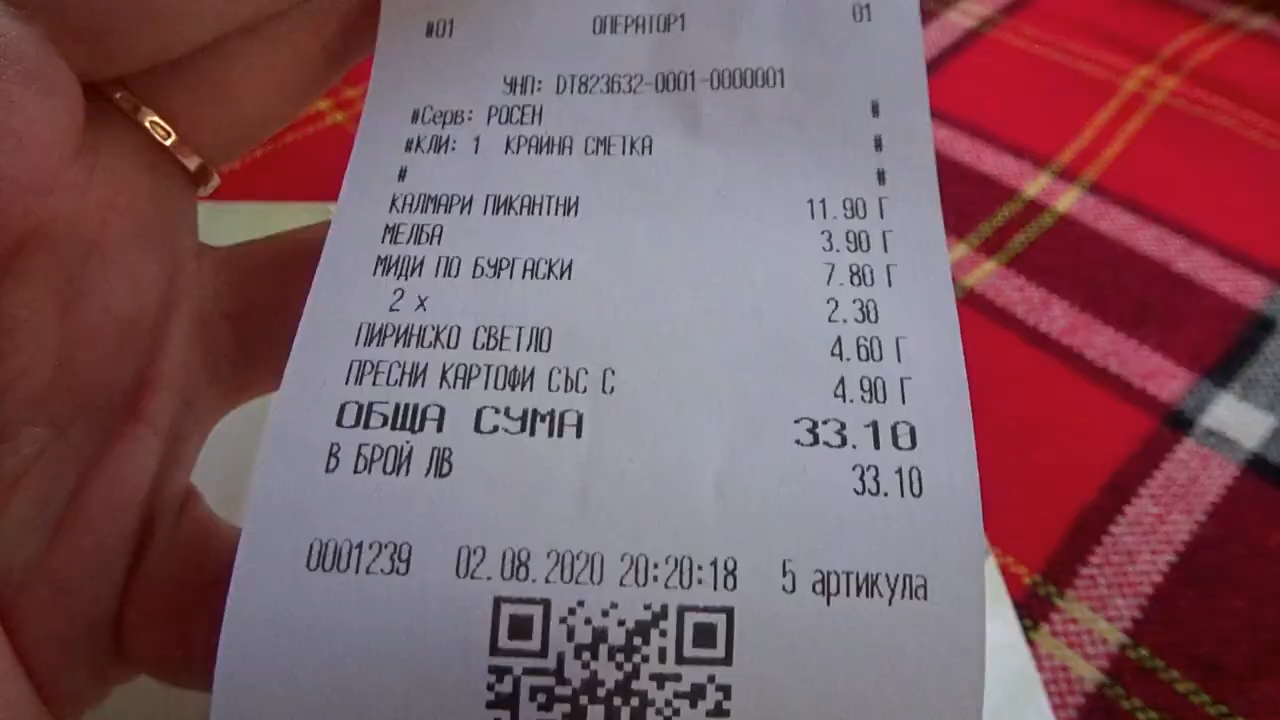 #01 ОПЕРАТОР1 01
УНП: DT823632-0001-0000001
#Серв: РОСЕН #
#КЛИ: 1 КРАЙНА СМЕТКА #
# #
КАЛМАРИ ПИКАНТНИ 11.90 Г
МЕЛБА 3.90 Г
МИДИ ПО БУРГАСКИ 7.80 Г
2 x 2.30
ПИРИНСКО СВЕТЛО 4.60 Г
ПРЕСНИ КАРТОФИ СЪС С 4.90 Г
ОБЩА СУМА 33.10
В БРОЙ ЛВ 33.10
0001239 02.08.2020 20:20:18 5 артикула